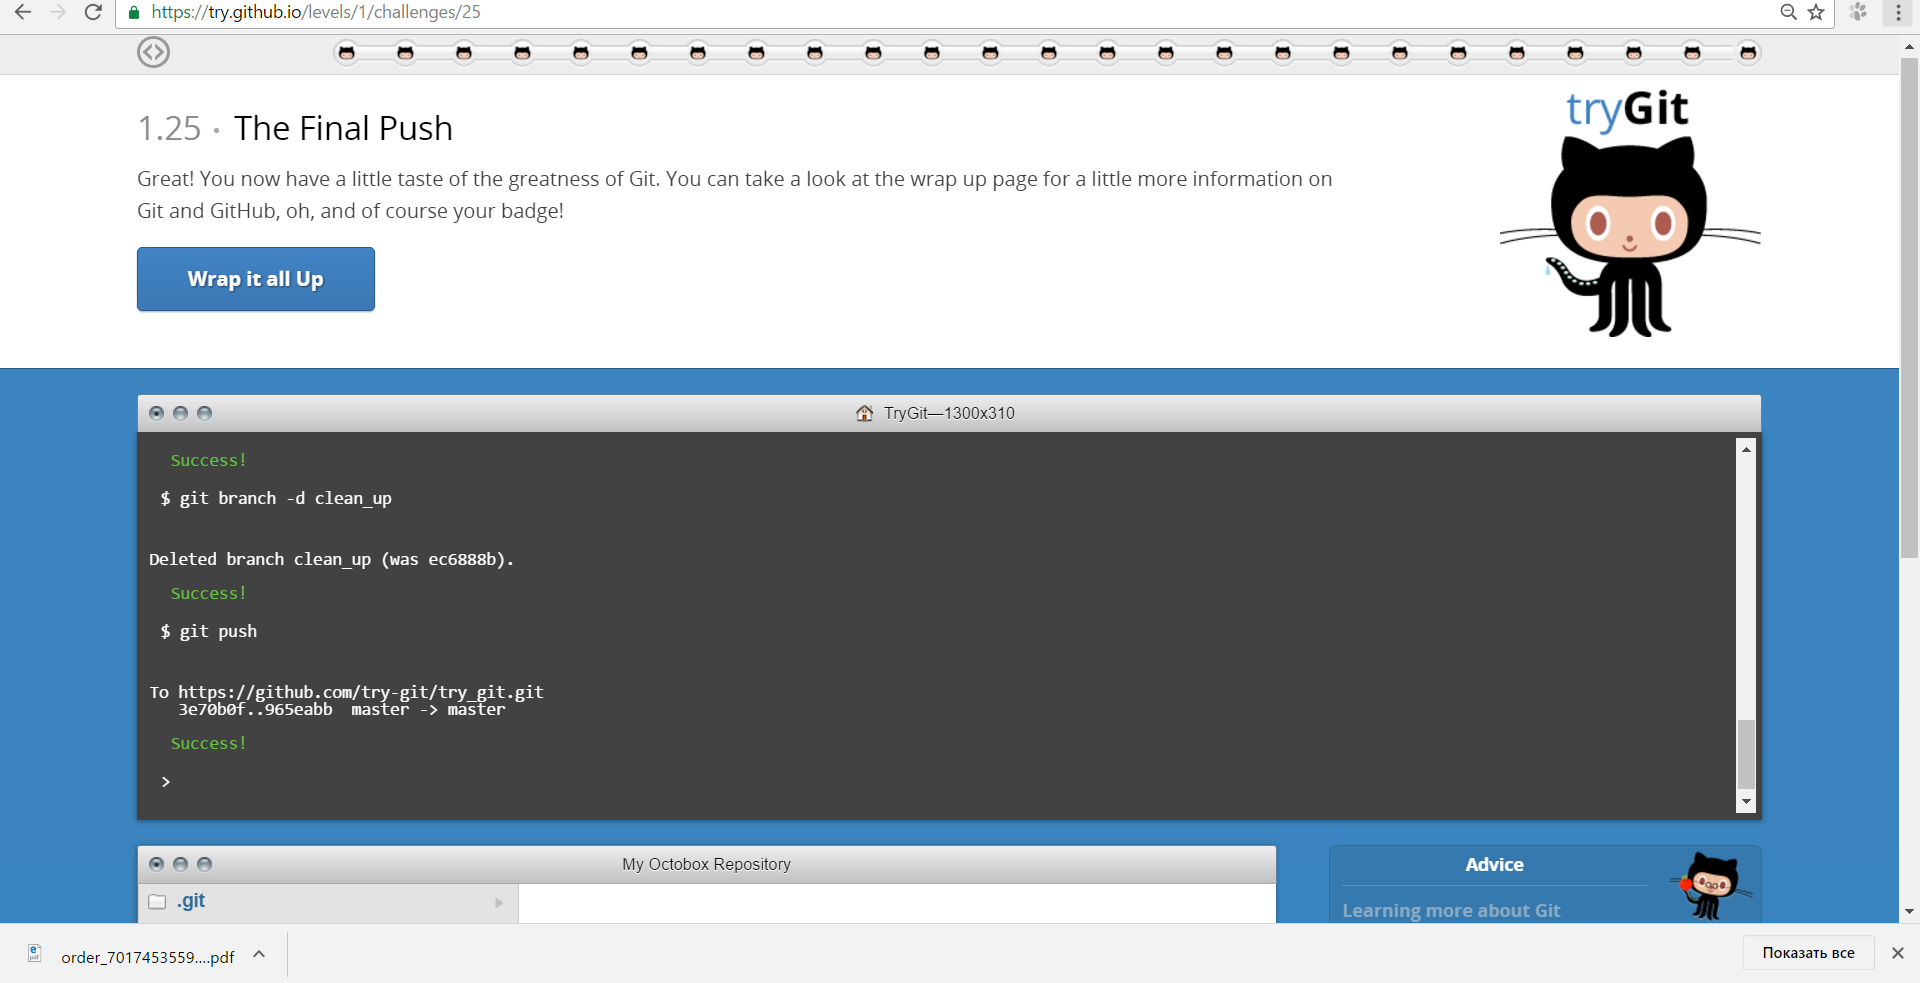 https://try.github.io/levels/1/challenges/25
tryGit
1.25 · The Final Push
Great! You now have a little taste of the greatness of Git. You can take a look at the wrap up page for a little more information on
Git and GitHub, oh, and of course your badge!
Wrap it all Up
TryGit—1300x310
Success!
$ git branch -d clean_up
Deleted branch clean_up (was ec6888b).
Success!
$ git push
To https://github.com/try-git/try_git.git
3e70b0f..965eabb  master -> master
Success!
>
My Octobox Repository
.git
Advice
Learning more about Git
order_7017453559....pdf
Показать все